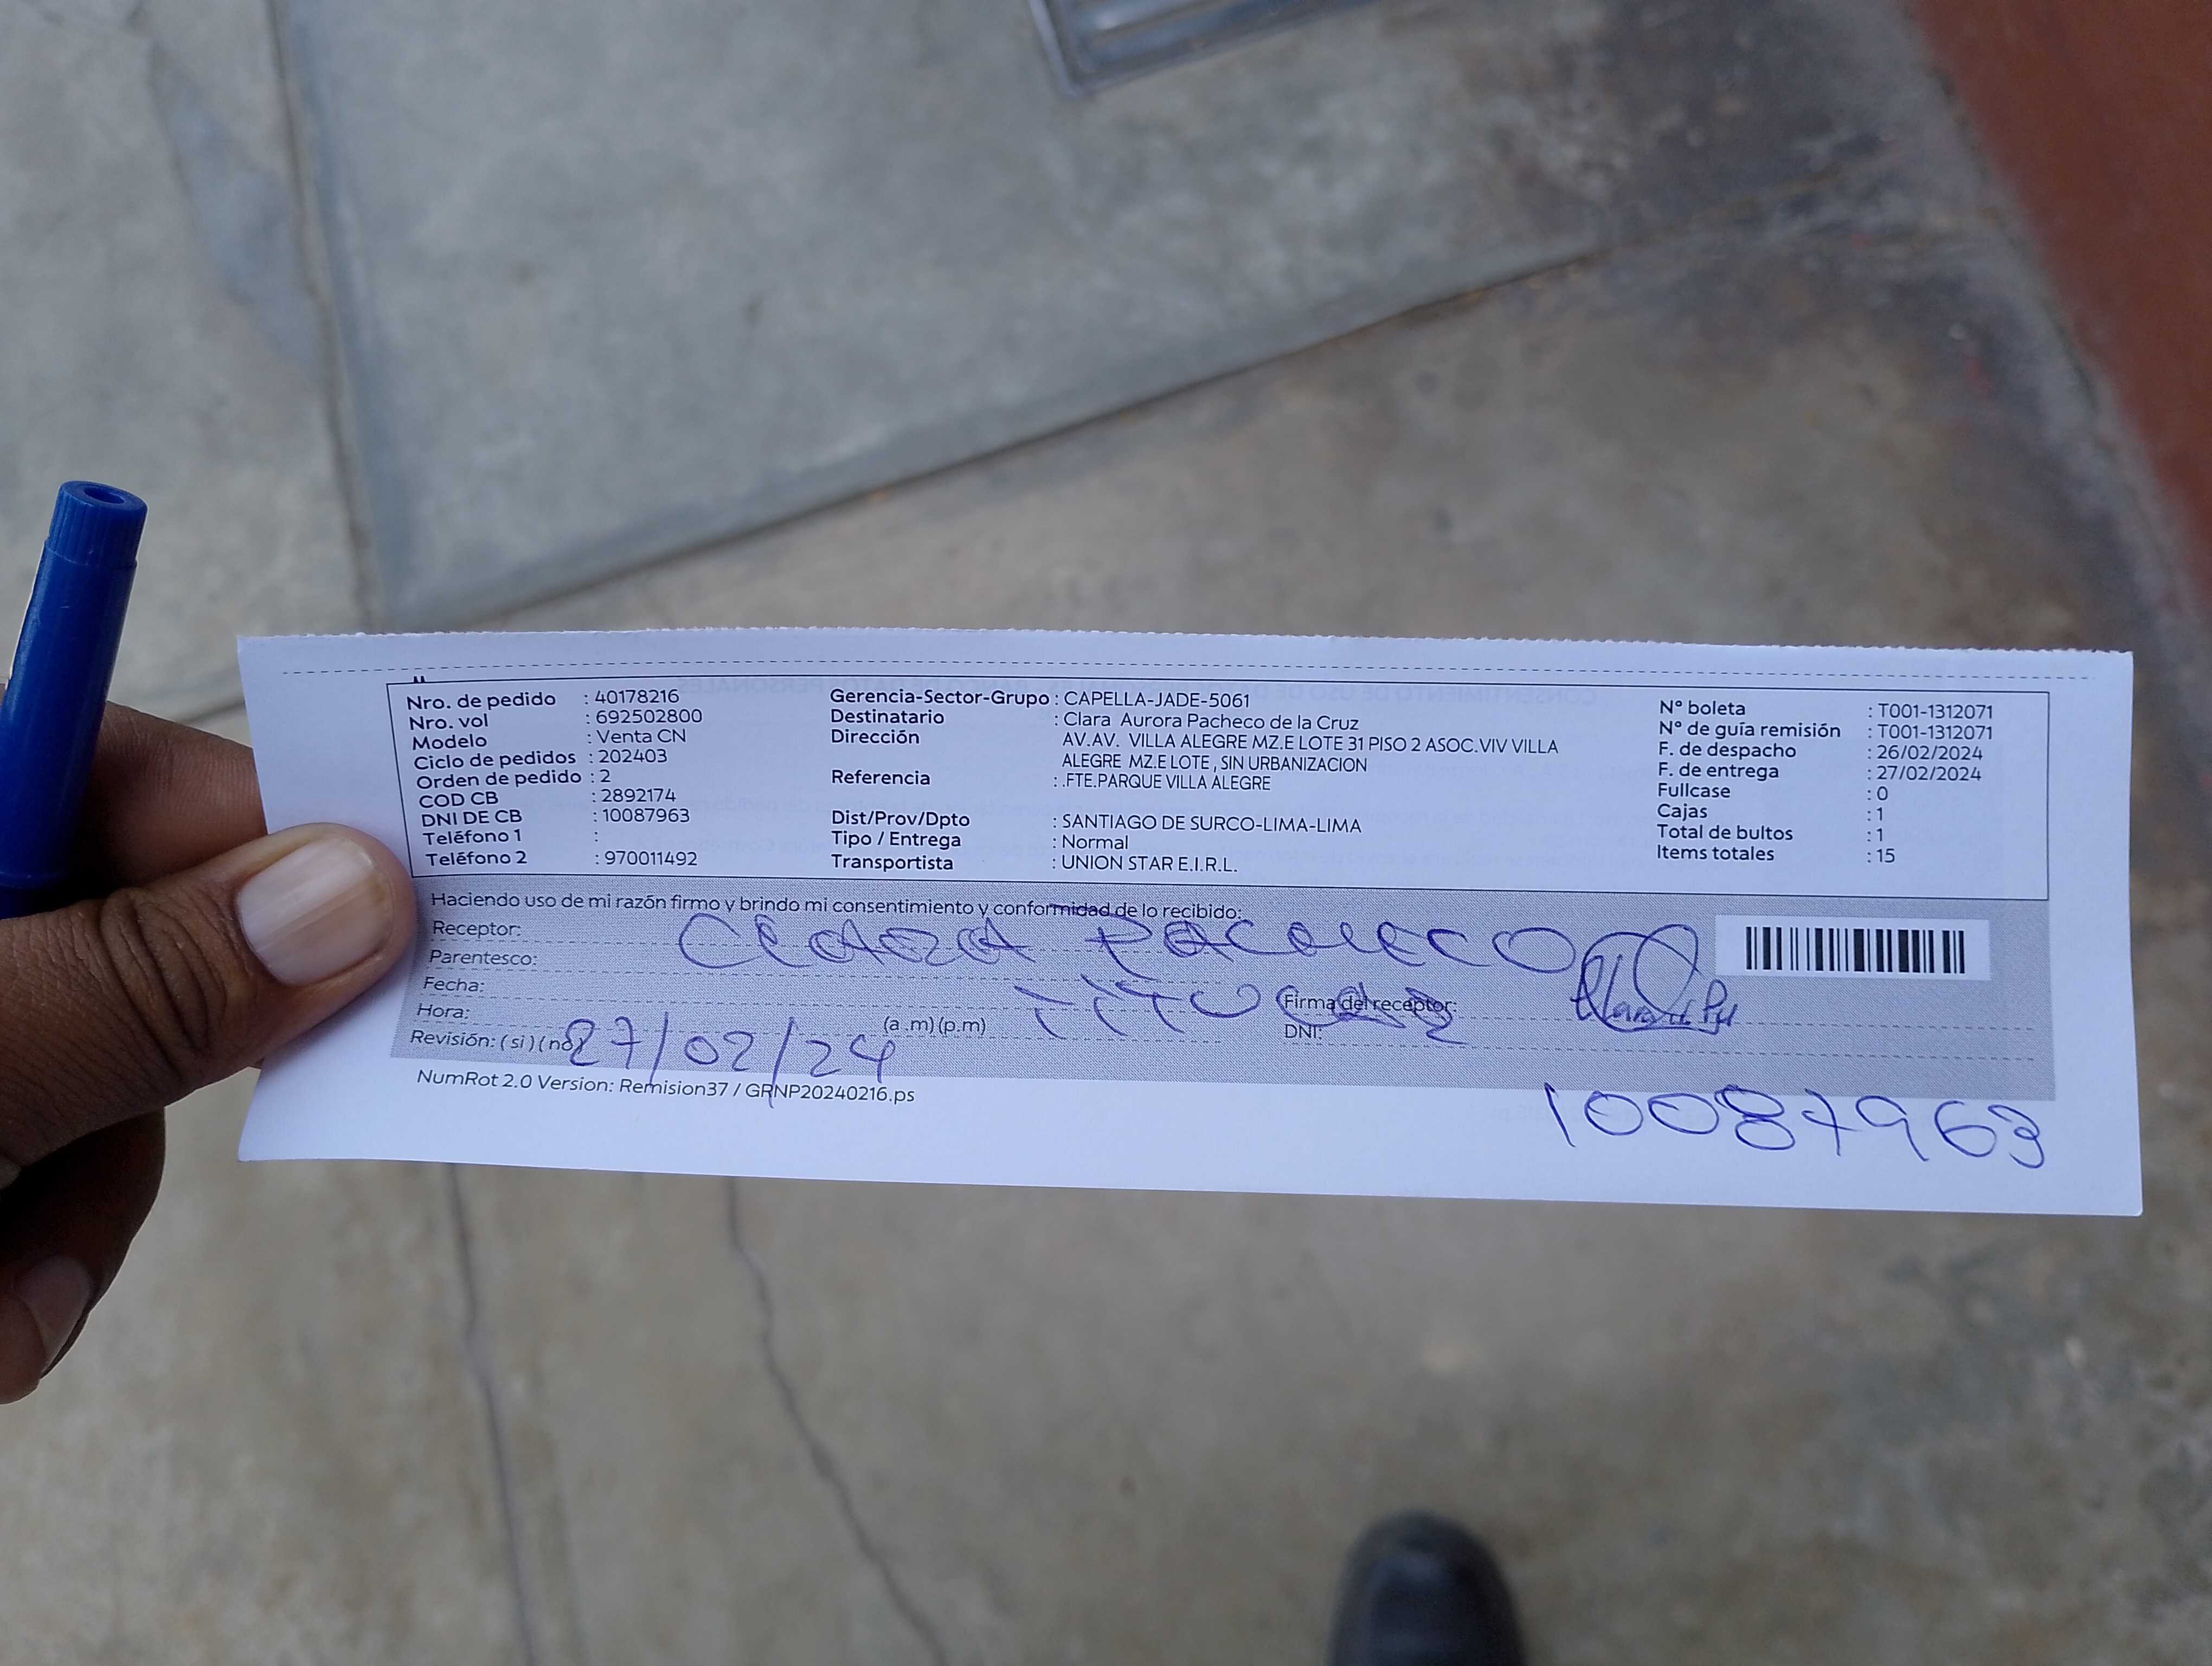 Nro. de pedido : 40178216
Nro. vol : 692502800
Modelo : Venta CN
Ciclo de pedidos : 202403
Orden de pedido : 2
COD CB : 2892174
DNI DE CB : 10087963
Teléfono 1 :
Teléfono 2 : 970011492
Gerencia-Sector-Grupo : CAPELLA-JADE-5061
Destinatario : Clara Aurora Pacheco de la Cruz
Dirección AV.AV. VILLA ALEGRE MZ.E LOTE 31 PISO 2 ASOC.VIV VILLA
ALEGRE MZ.E LOTE , SIN URBANIZACION
Referencia : .FTE.PARQUE VILLA ALEGRE
Dist/Prov/Dpto : SANTIAGO DE SURCO-LIMA-LIMA
Tipo / Entrega : Normal
Transportista : UNION STAR E.I.R.L.
N° boleta : T001-1312071
N° de guía remisión : T001-1312071
F. de despacho : 26/02/2024
F. de entrega : 27/02/2024
Fullcase : 0
Cajas : 1
Total de bultos : 1
Items totales : 15
Haciendo uso de mi razón firmo y brindo mi consentimiento y conformidad de lo recibido:
Receptor: Clara Pacheco
Parentesco: Titular
Fecha: 27/02/24
Hora: (a .m) (p.m)
Revisión: ( si ) ( no )
Firma del receptor:
DNI: 10087963
NumRot 2.0 Version: Remision37 / GRNP20240216.ps